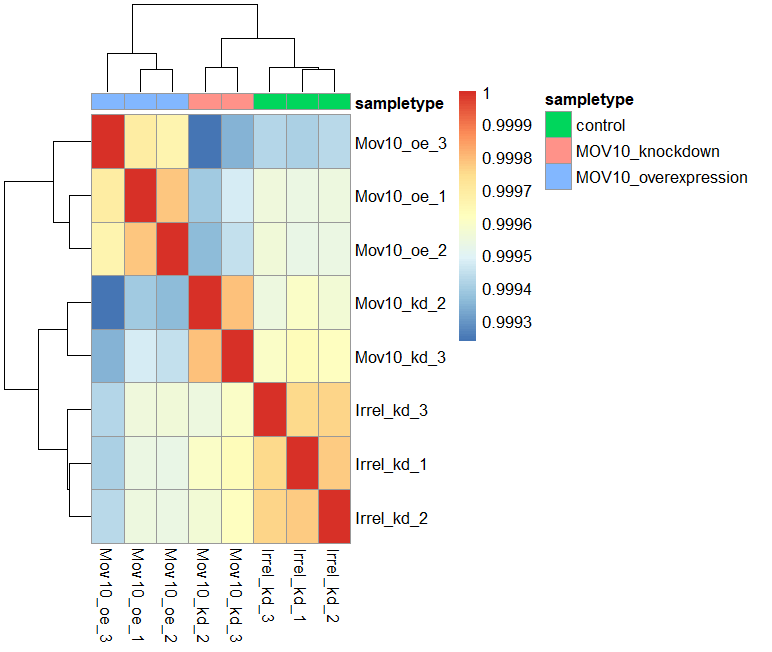 sampletype
Mov10_oe_3
Mov10_oe_1
Mov10_oe_2
Mov10_kd_2
Mov10_kd_3
Irrel_kd_3
Irrel_kd_1
Irrel_kd_2
Mov10_oe_3
Mov10_oe_1
Mov10_oe_2
Mov10_kd_2
Mov10_kd_3
Irrel_kd_3
Irrel_kd_1
Irrel_kd_2
1
0.9999
0.9998
0.9997
0.9996
0.9995
0.9994
0.9993
sampletype
control
MOV10_knockdown
MOV10_overexpression